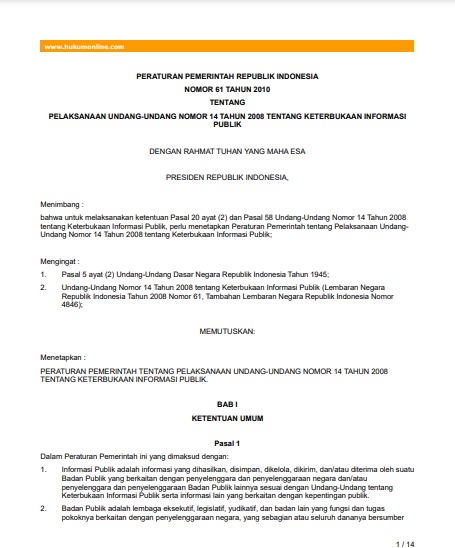 www.hukumonline.com
PERATURAN PEMERINTAH REPUBLIK INDONESIA
NOMOR 61 TAHUN 2010
TENTANG
PELAKSANAAN UNDANG-UNDANG NOMOR 14 TAHUN 2008 TENTANG KETERBUKAAN INFORMASI
PUBLIK
DENGAN RAHMAT TUHAN YANG MAHA ESA
PRESIDEN REPUBLIK INDONESIA,
Menimbang :
bahwa untuk melaksanakan ketentuan Pasal 20 ayat (2) dan Pasal 58 Undang-Undang Nomor 14 Tahun 2008
tentang Keterbukaan Informasi Publik, perlu menetapkan Peraturan Pemerintah tentang Pelaksanaan Undang-
Undang Nomor 14 Tahun 2008 tentang Keterbukaan Informasi Publik;
Mengingat :
1. Pasal 5 ayat (2) Undang-Undang Dasar Negara Republik Indonesia Tahun 1945;
2. Undang-Undang Nomor 14 Tahun 2008 tentang Keterbukaan Informasi Publik (Lembaran Negara
Republik Indonesia Tahun 2008 Nomor 61, Tambahan Lembaran Negara Republik Indonesia Nomor
4846);
MEMUTUSKAN:
Menetapkan :
PERATURAN PEMERINTAH TENTANG PELAKSANAAN UNDANG-UNDANG NOMOR 14 TAHUN 2008
TENTANG KETERBUKAAN INFORMASI PUBLIK.
BAB I
KETENTUAN UMUM
Pasal 1
Dalam Peraturan Pemerintah ini yang dimaksud dengan:
1. Informasi Publik adalah informasi yang dihasilkan, disimpan, dikelola, dikirim, dan/atau diterima oleh suatu
Badan Publik yang berkaitan dengan penyelenggara dan penyelenggaraan negara dan/atau
penyelenggara dan penyelenggaraan Badan Publik lainnya sesuai dengan Undang-Undang tentang
Keterbukaan Informasi Publik serta informasi lain yang berkaitan dengan kepentingan publik.
2. Badan Publik adalah lembaga eksekutif, legislatif, yudikatif, dan badan lain yang fungsi dan tugas
pokoknya berkaitan dengan penyelenggaraan negara, yang sebagian atau seluruh dananya bersumber
1 / 14